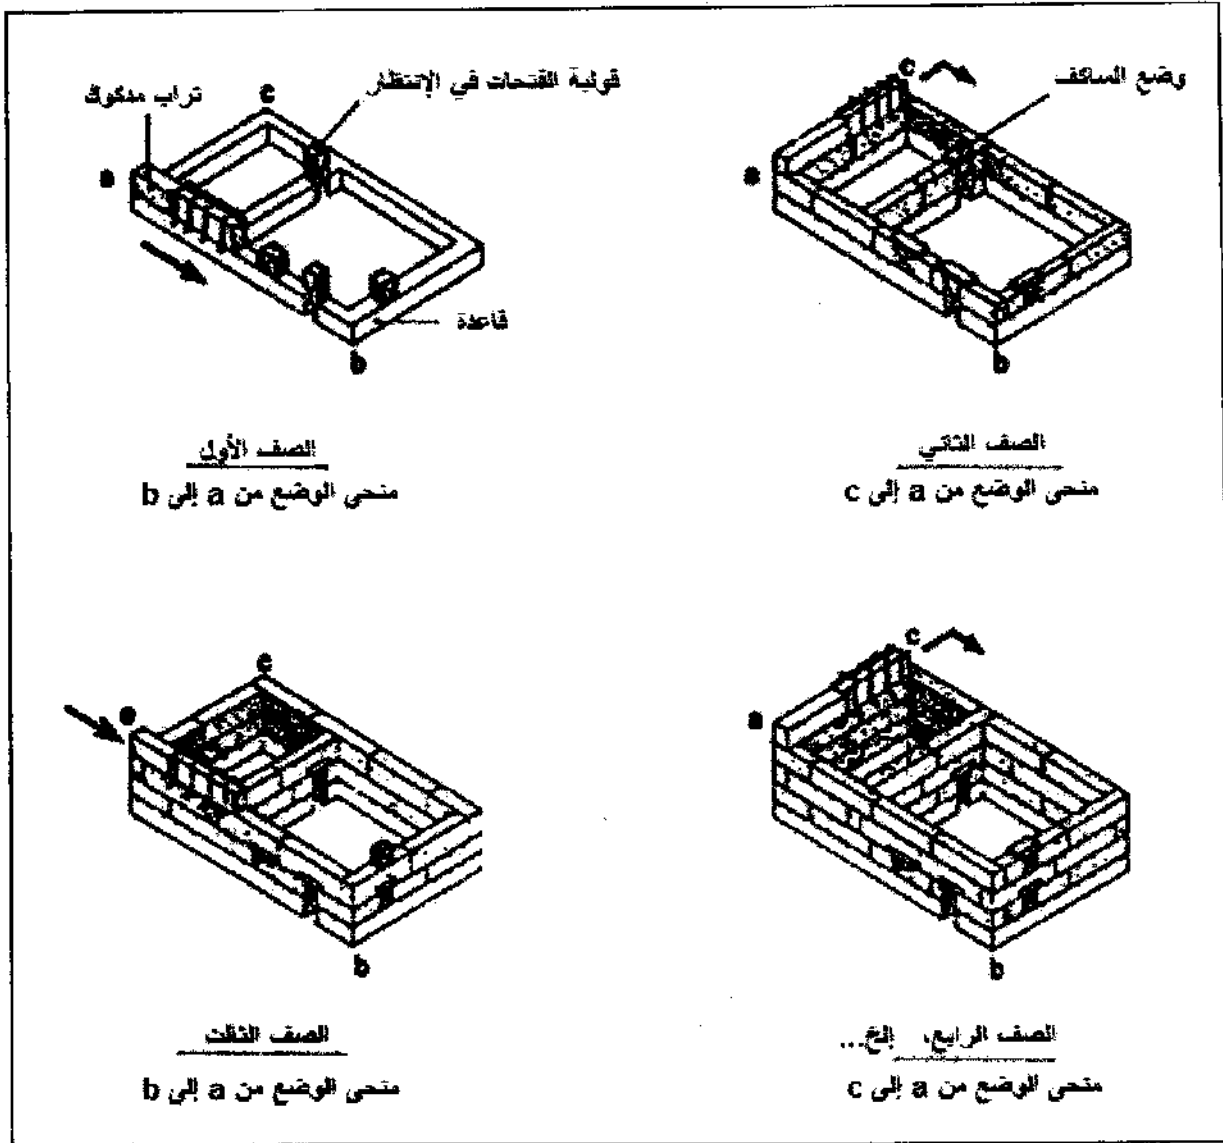 تراب مدكوك
قولبة الفتحات في الإنتظار
c
a
قاعدة
b
الصف الأول
منحى الوضع من a إلى b
وضع الساكف
c
a
b
الصف الثاني
منحى الوضع من a إلى c
c
a
b
الصف الثالث
منحى الوضع من a إلى b
c
a
b
الصف الرابع، إلخ...
منحى الوضع من a إلى c